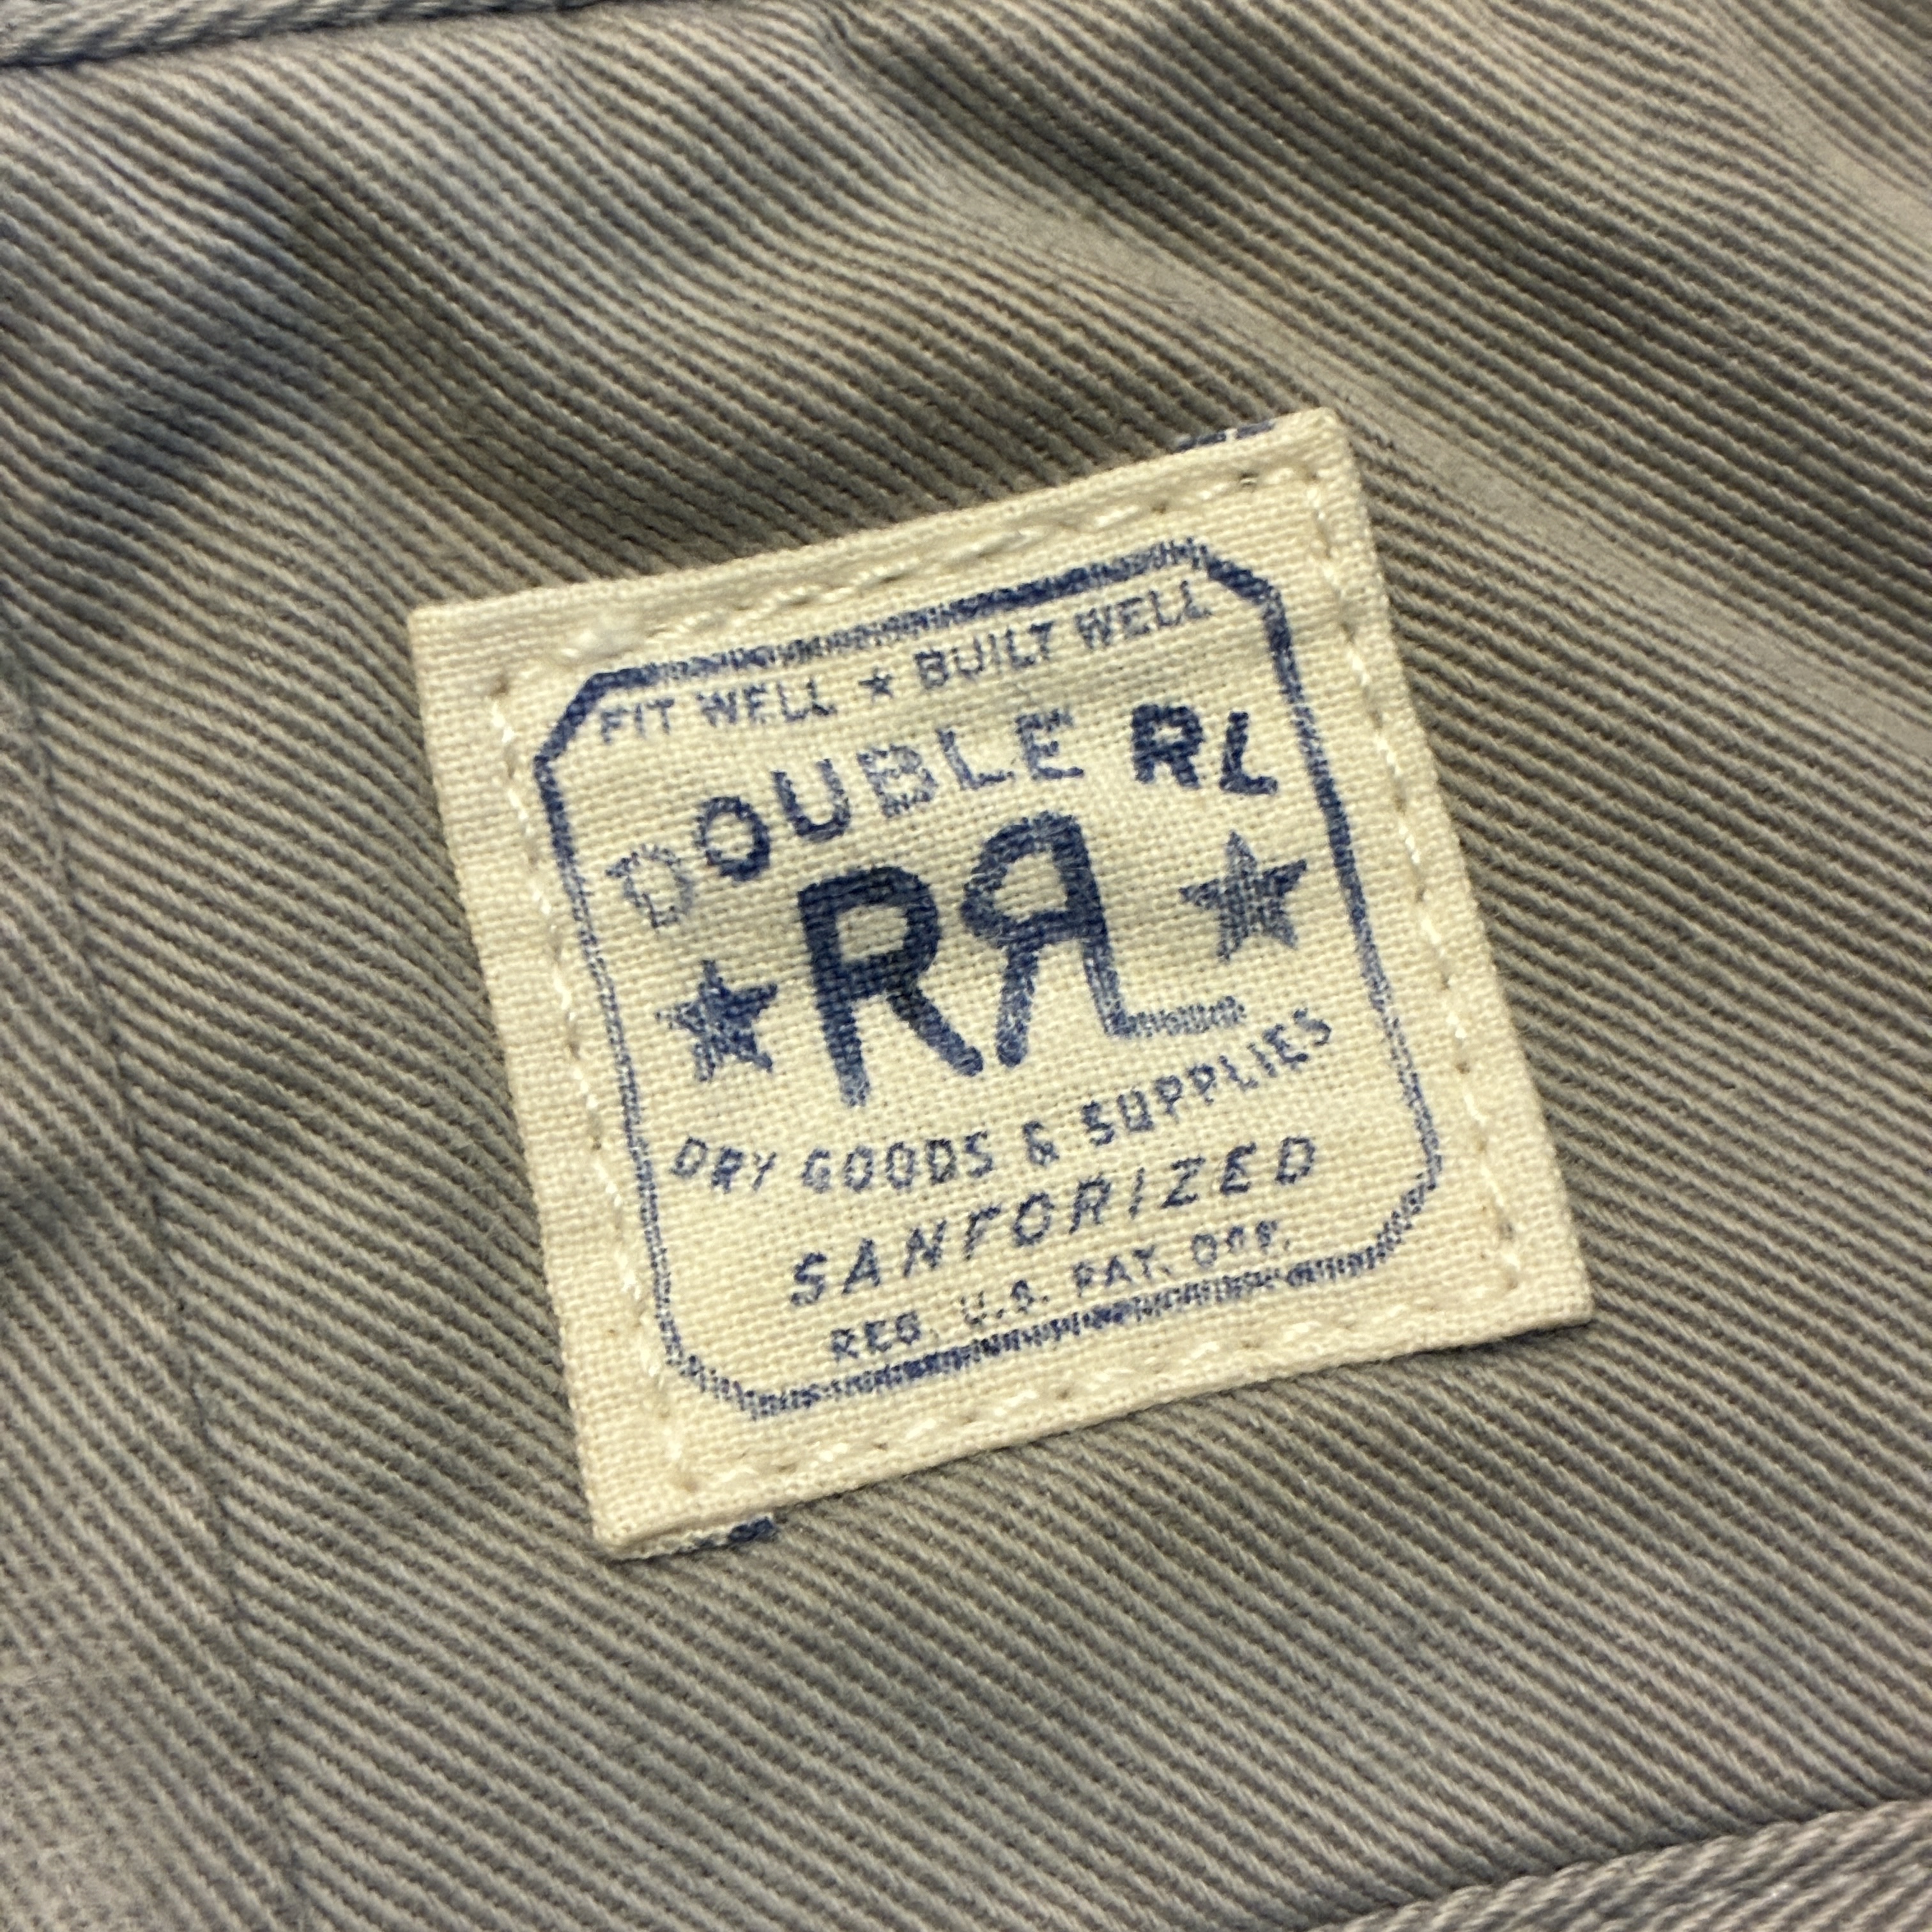 FIT WELL ★ BUILT WELL
DOUBLE RL
RRL
DRY GOODS & SUPPLIES
SANFORIZED
REG. U.S. PAT. OFF.